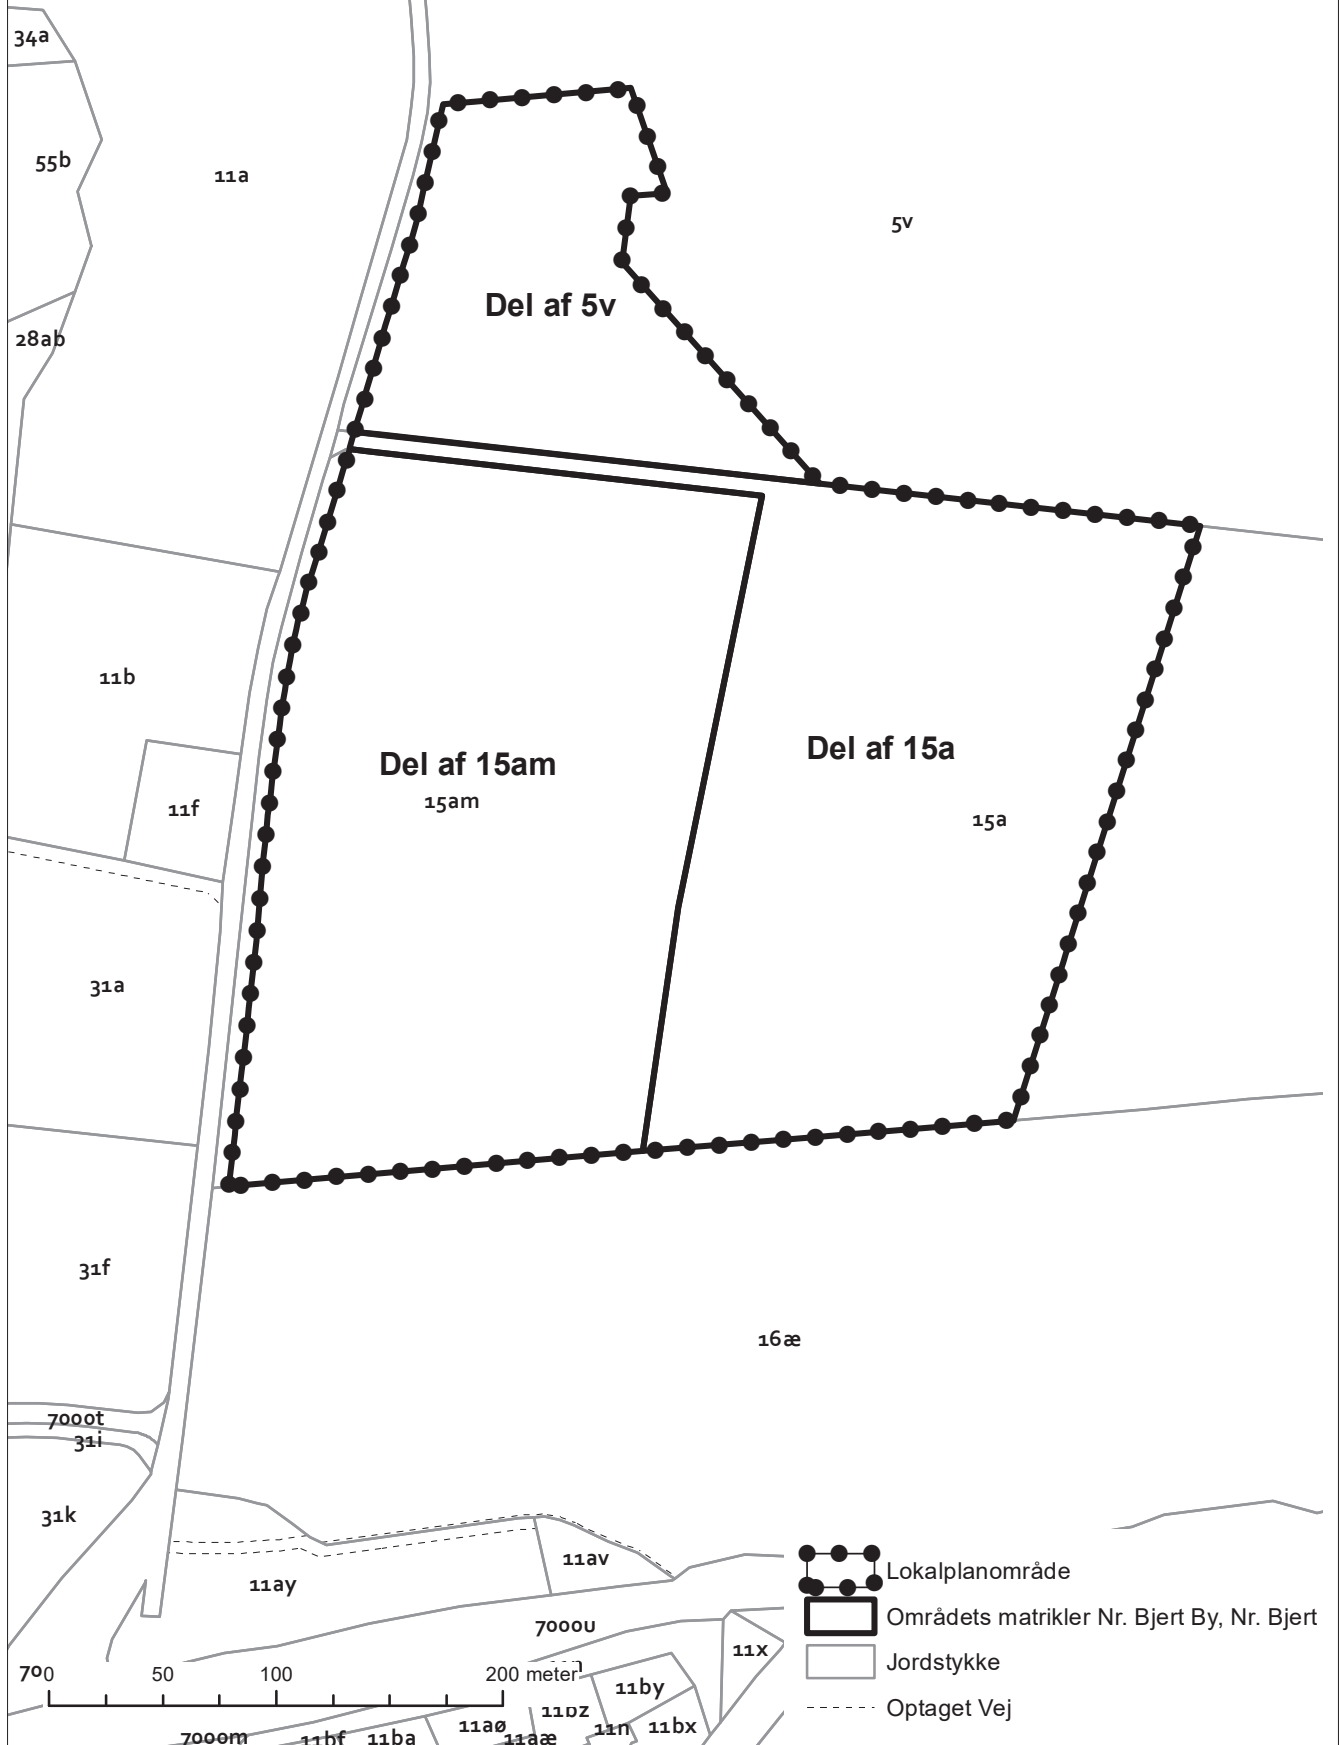 34a
55b
11a
5v
Del af 5v
28ab
11b
Del af 15am
15am
Del af 15a
15a
11f
31a
31f
16æ
7000t
31i
31k
11av
11ay
7000u
11x
11by
11bz
11n
11bx
11aø
11aæ
11ba
11bf
7000m
70
0 50 100 200 meter
Lokalplanområde
Områdets matrikler Nr. Bjert By, Nr. Bjert
Jordstykke
Optaget Vej